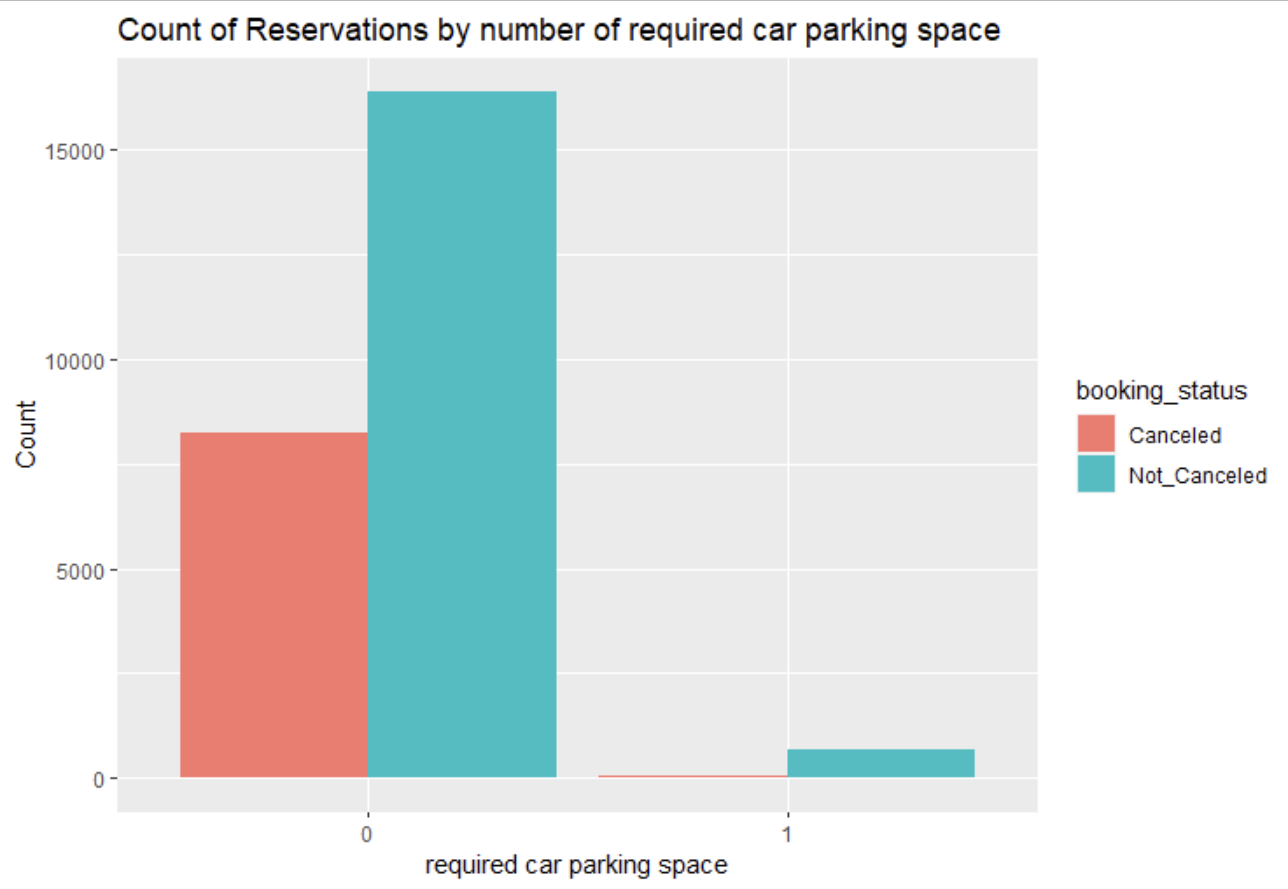 Count of Reservations by number of required car parking space
15000
10000
5000
0
Count
0 1
required car parking space
booking_status
Canceled
Not_Canceled